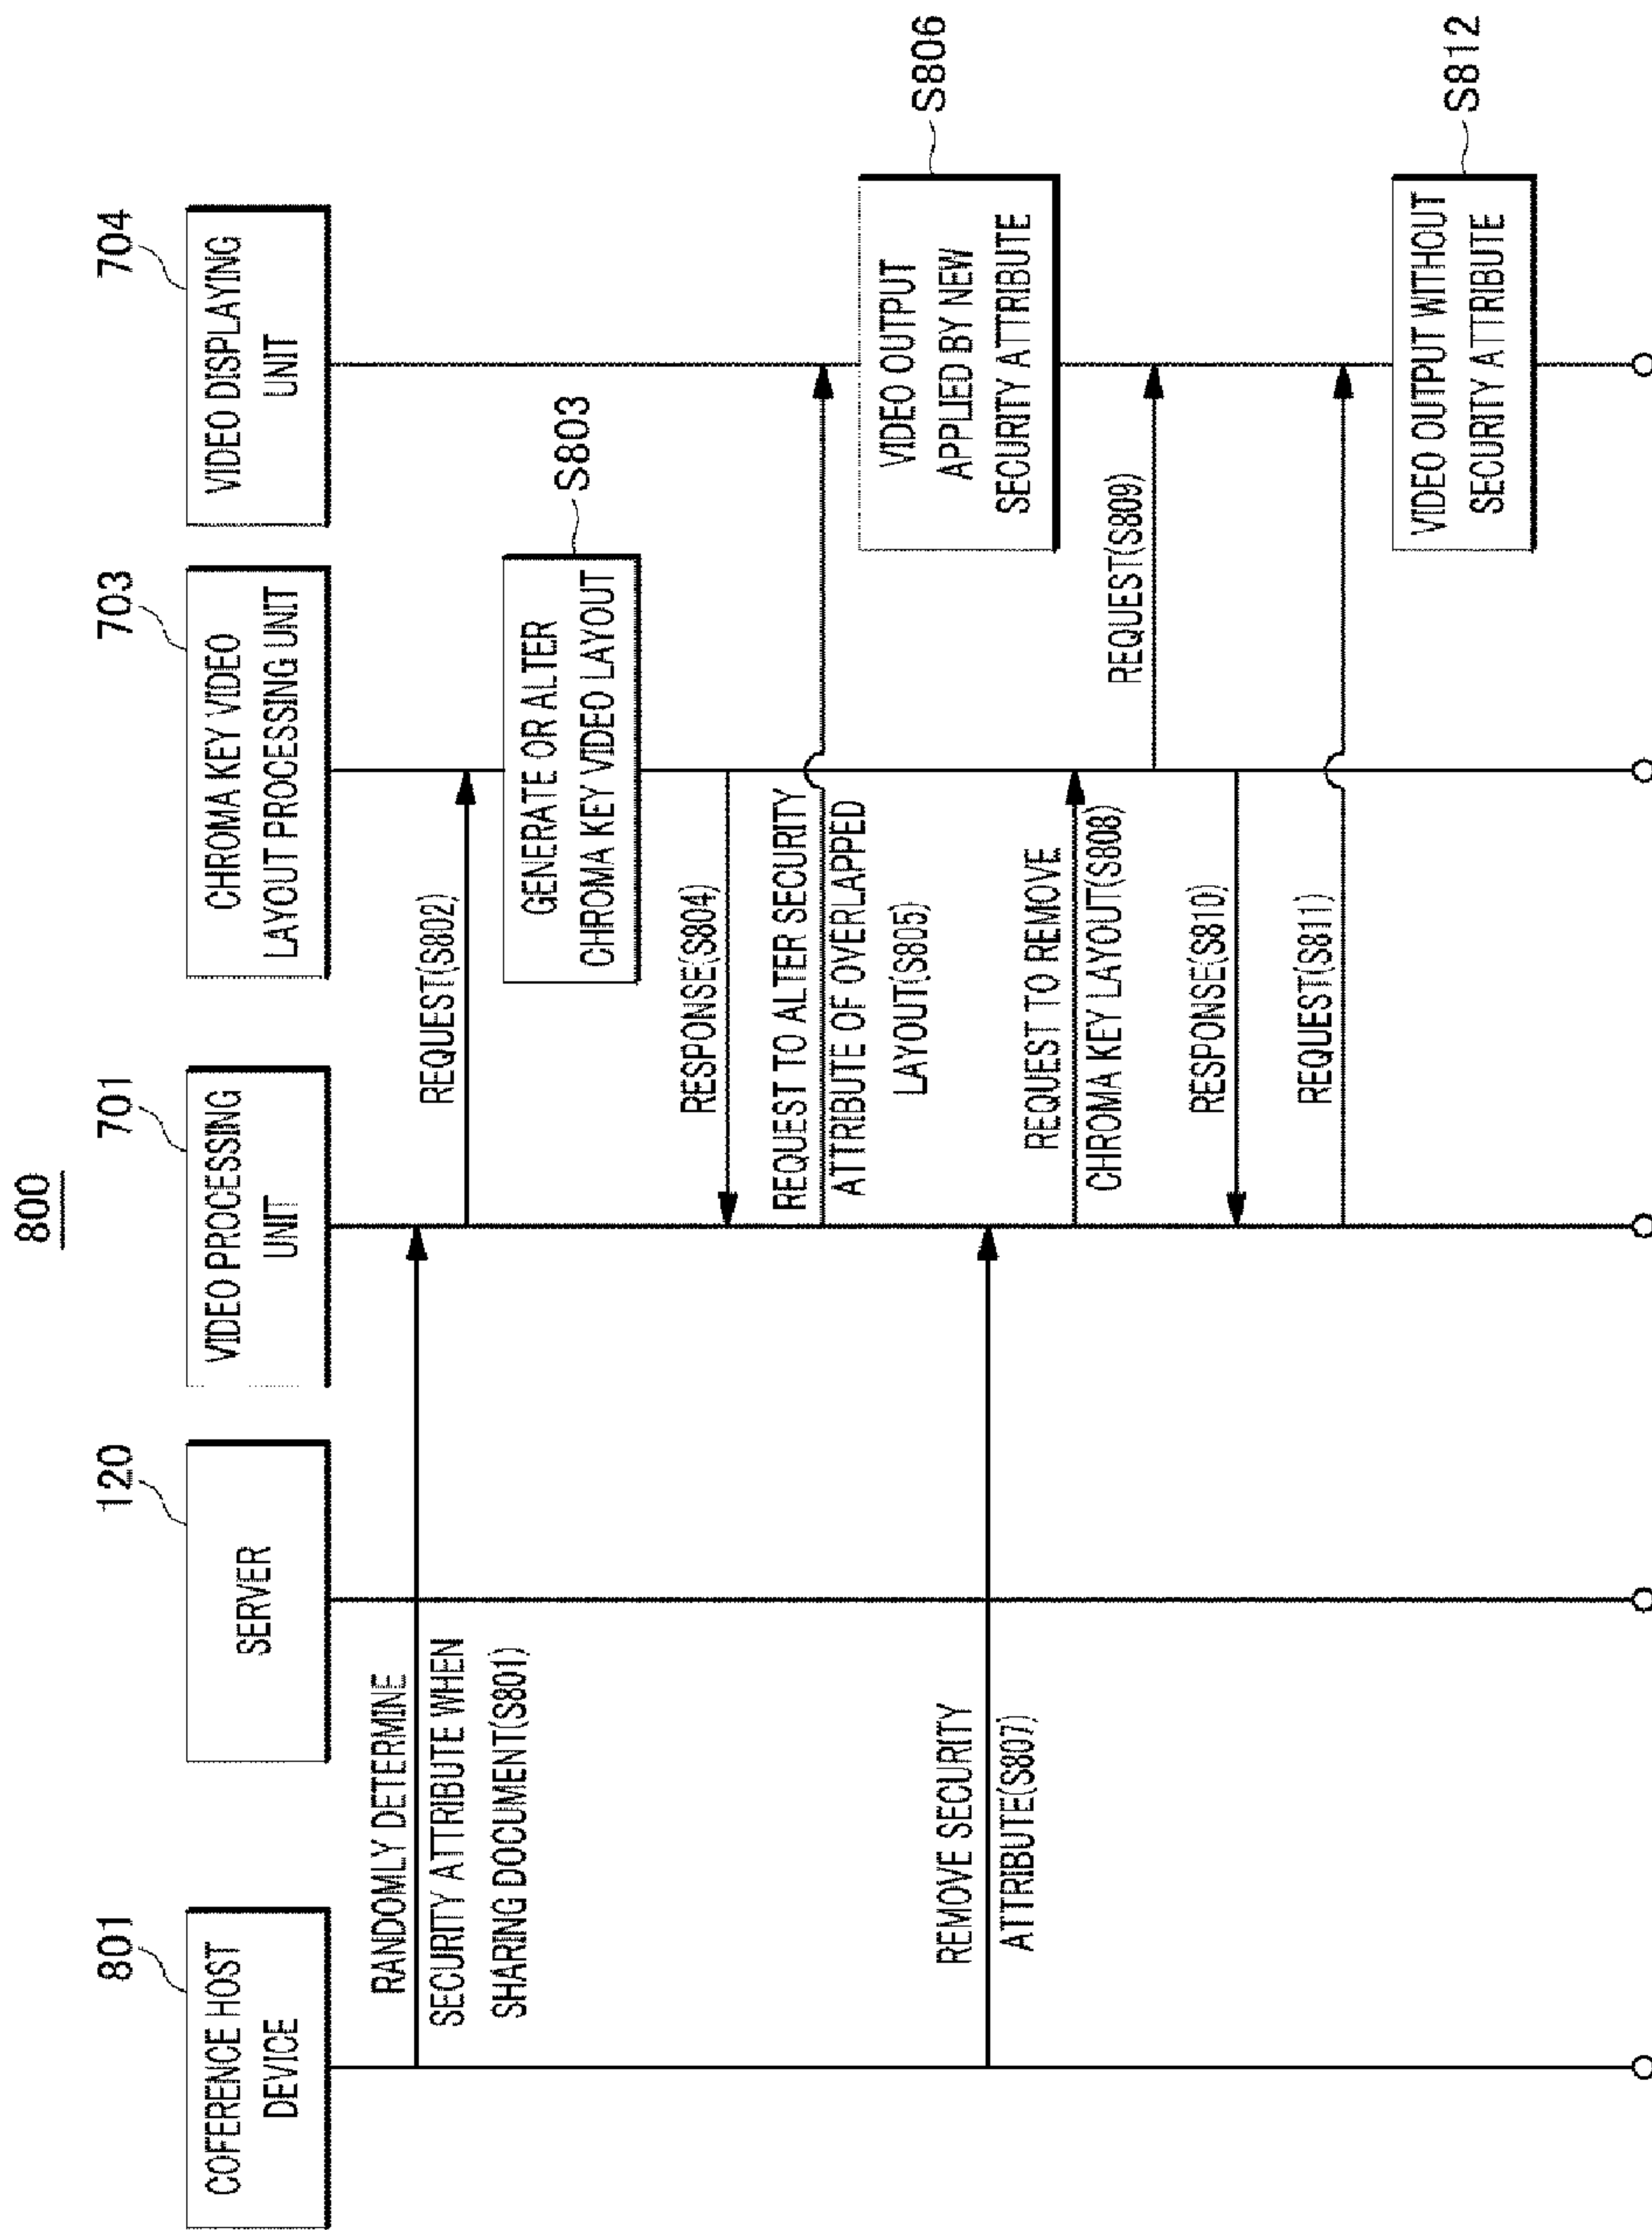 800
801
COFERENCE HOST
DEVICE
120
SERVER
701
VIDEO PROCESSING
UNIT
703
CHROMA KEY VIDEO
LAYOUT PROCESSING UNIT
704
VIDEO DISPLAYING
UNIT
RANDOMLY DETERMINE
SECURITY ATTRIBUTE WHEN
SHARING DOCUMENT(S801)
REQUEST(S802)
GENERATE OR ALTER
CHROMA KEY VIDEO LAYOUT
S803
RESPONSE(S804)
REQUEST TO ALTER SECURITY
ATTRIBUTE OF OVERLAPPED
LAYOUT(S805)
VIDEO OUTPUT
APPLIED BY NEW
SECURITY ATTRIBUTE
S806
REMOVE SECURITY
ATTRIBUTE(S807)
REQUEST TO REMOVE
CHROMA KEY LAYOUT(S808)
REQUEST(S809)
RESPONSE(S810)
REQUEST(S811)
VIDEO OUTPUT WITHOUT
SECURITY ATTRIBUTE
S812